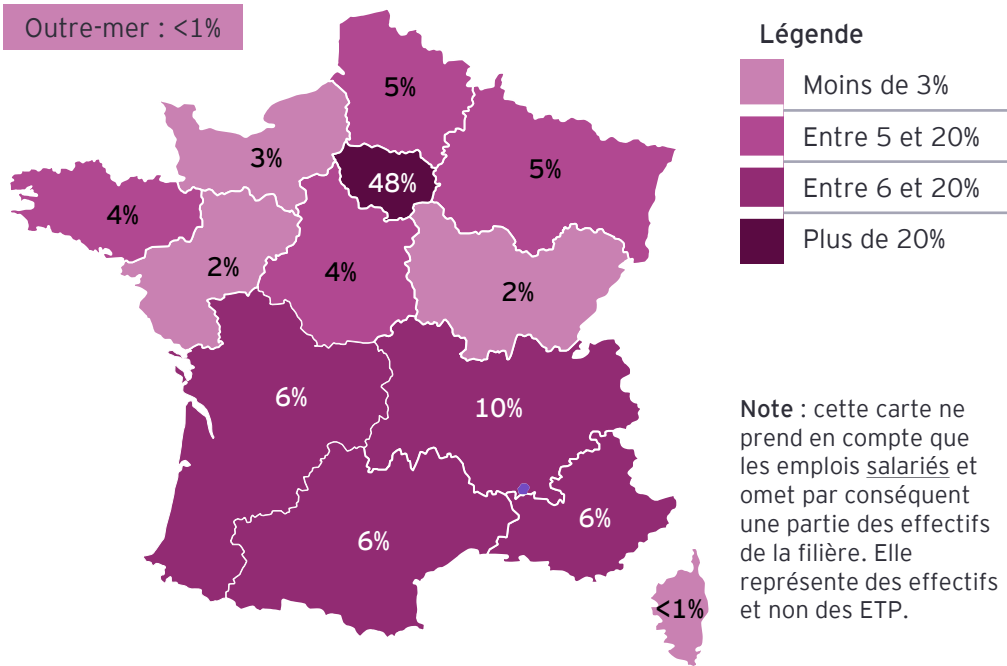 Outre-mer : <1%
5%
3%
48%
5%
4%
2%
4%
2%
6%
10%
6%
6%
<1%
Légende
Moins de 3%
Entre 5 et 20%
Entre 6 et 20%
Plus de 20%
Note : cette carte ne
prend en compte que
les emplois salariés et
omet par conséquent
une partie des effectifs
de la filière. Elle
représente des effectifs
et non des ETP.